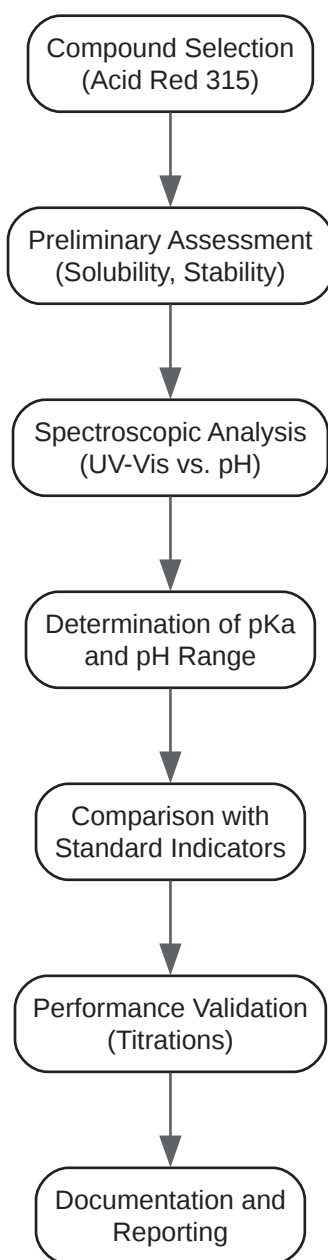 Compound Selection
(Acid Red 315)
Preliminary Assessment
(Solubility, Stability)
Spectroscopic Analysis
(UV-Vis vs. pH)
Determination of pKa
and pH Range
Comparison with
Standard Indicators
Performance Validation
(Titrations)
Documentation and
Reporting